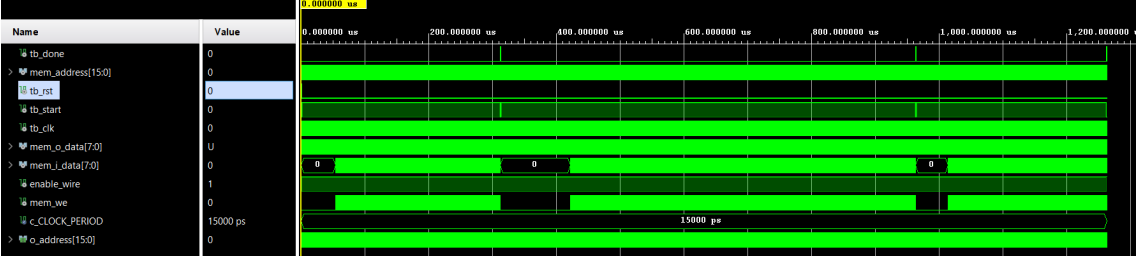 0.000000 us
Name Value
0.000000 us 200.000000 us 400.000000 us 600.000000 us 800.000000 us 1,000.000000 us 1,200.000000
tb_done 0
mem_address[15:0] 0
tb_rst 0
tb_start 0
tb_clk 0
mem_o_data[7:0] U
mem_i_data[7:0] 0 0 0 0
enable_wire 1
mem_we 0
c_CLOCK_PERIOD 15000 ps 15000 ps
o_address[15:0] 0